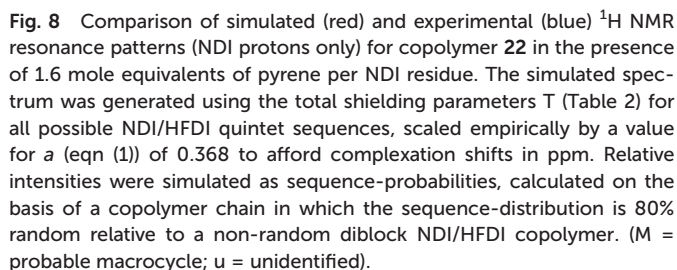 Fig. 8 Comparison of simulated (red) and experimental (blue) ¹H NMR
resonance patterns (NDI protons only) for copolymer 22 in the presence
of 1.6 mole equivalents of pyrene per NDI residue. The simulated spec-
trum was generated using the total shielding parameters T (Table 2) for
all possible NDI/HFDI quintet sequences, scaled empirically by a value
for a (eqn (1)) of 0.368 to afford complexation shifts in ppm. Relative
intensities were simulated as sequence-probabilities, calculated on the
basis of a copolymer chain in which the sequence-distribution is 80%
random relative to a non-random diblock NDI/HFDI copolymer. (M =
probable macrocycle; u = unidentified).